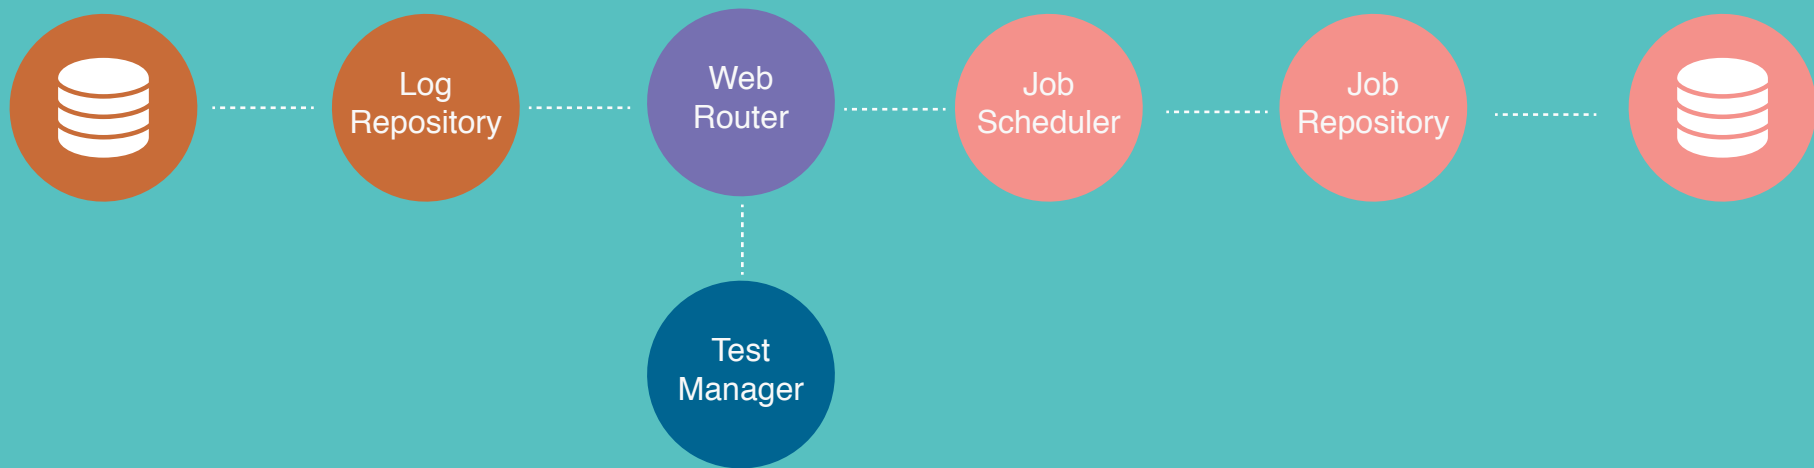 Log
Repository
Web
Router
Job
Scheduler
Job
Repository
Test
Manager